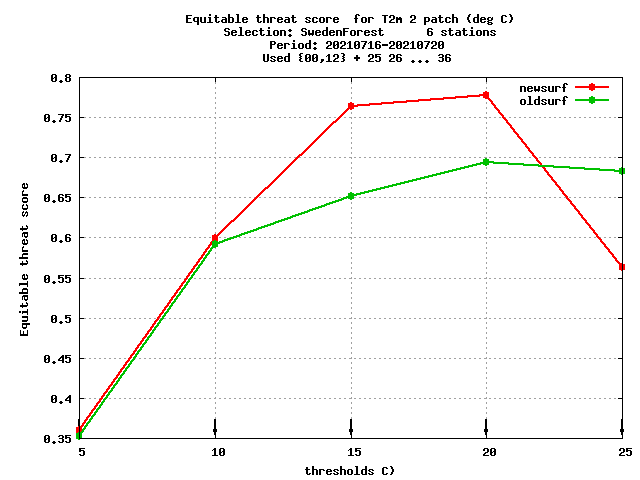 Equitable threat score  for T2m 2 patch (deg C)
Selection: SwedenForest      6 stations
Period: 20210716-20210720
Used {00,12} + 25 26 ... 36
newsurf
oldsurf
Equitable threat score
0.8
0.75
0.7
0.65
0.6
0.55
0.5
0.45
0.4
0.35
5 10 15 20 25
thresholds C)